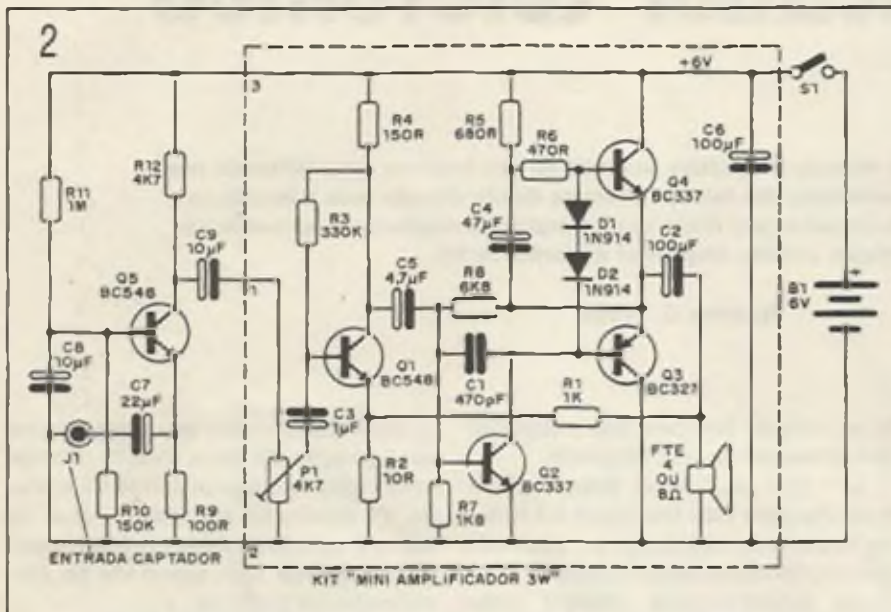 2
3
+6V
S1
R4
150R
R5
680R
R6
470R
C6
100µF
R12
4K7
R11
1M
Q4
BC337
C9
10µF
R3
330K
C4
47µF
D1
1N914
C2
100µF
D2
1N914
1
C5
4,7µF
R8
6K8
B1
6V
+
Q5
BC548
C8
10µF
Q1
BC548
C1
470pF
Q3
BC327
R1
1K
C7
22µF
C3
1µF
J1
P1
4K7
R2
10R
Q2
BC337
FTE
4
OU
8Ω
R10
150K
R9
100R
R7
1K8
2
ENTRADA CAPTADOR
KIT "MINI AMPLIFICADOR 3W"